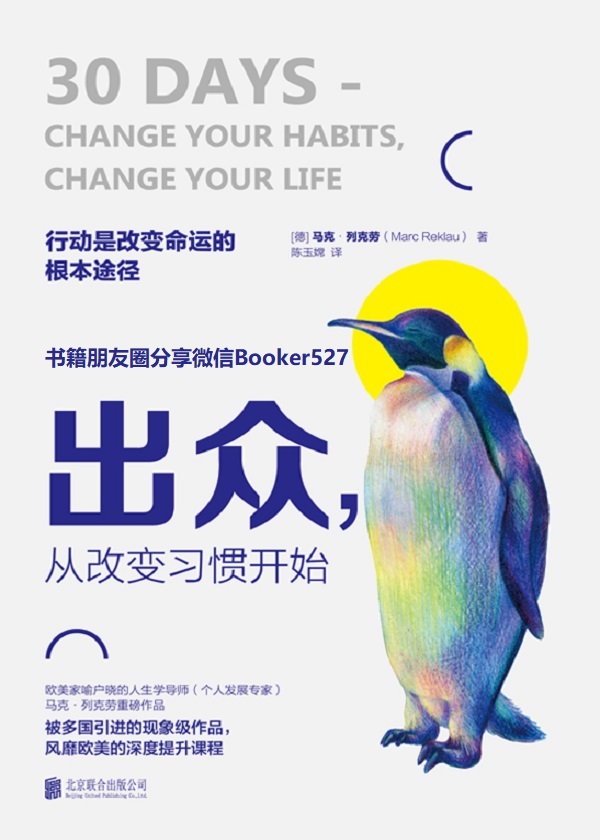 30 DAYS -
CHANGE YOUR HABITS,
CHANGE YOUR LIFE
行动是改变命运的
根本途径
[德] 马克·列克劳（Marc Reklau） 著
陈玉嫦 译
书籍朋友圈分享微信Booker527
出众,
从改变习惯开始
欧美家喻户晓的人生学导师（个人发展专家）
马克·列克劳重磅作品
被多国引进的现象级作品，
风靡欧美的深度提升课程
北京联合出版公司
Beijing United Publishing Co.,Ltd.